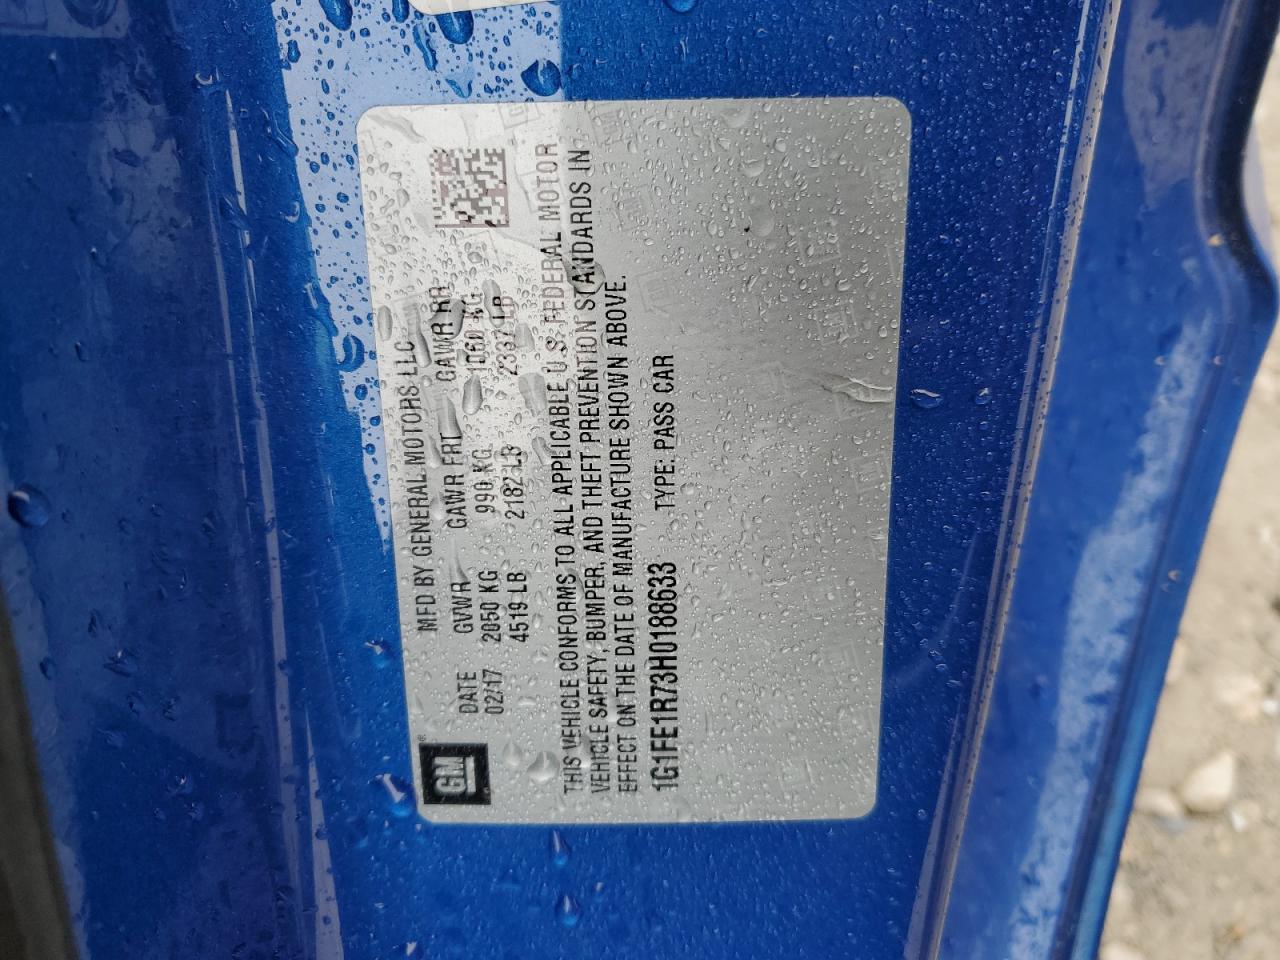 GM®
MFD BY GENERAL MOTORS LLC
DATE GVWR GAWR FRT GAWR RR
02/17 2050 KG 990 KG 1060 KG
4519 LB 2182 LB 2337 LB
THIS VEHICLE CONFORMS TO ALL APPLICABLE U.S. FEDERAL MOTOR
VEHICLE SAFETY, BUMPER, AND THEFT PREVENTION STANDARDS IN
EFFECT ON THE DATE OF MANUFACTURE SHOWN ABOVE.
1G1FE1R73H0188633 TYPE: PASS CAR